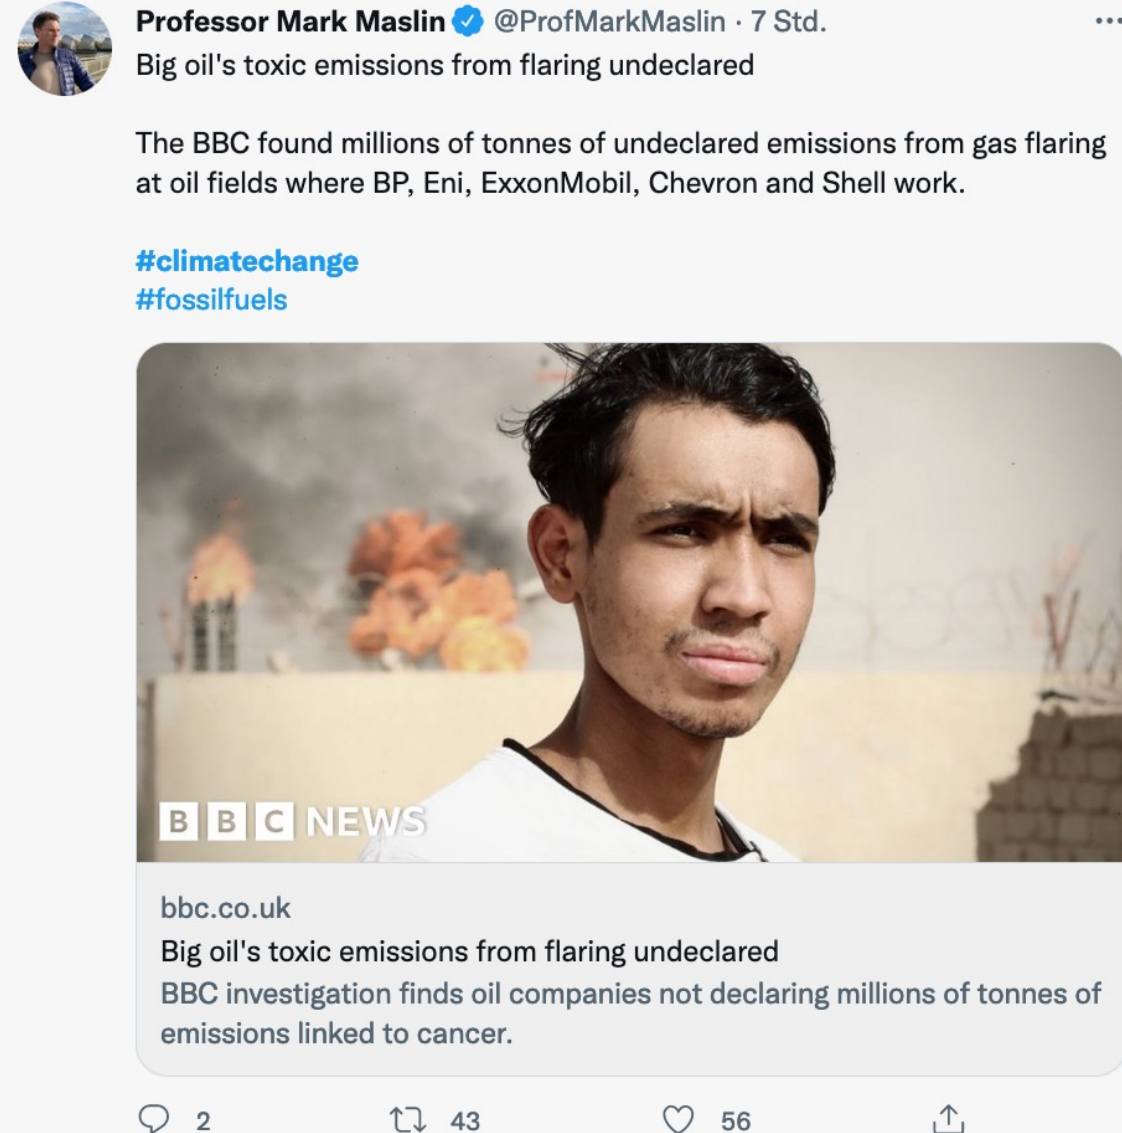 Professor Mark Maslin @ProfMarkMaslin · 7 Std.
Big oil's toxic emissions from flaring undeclared
The BBC found millions of tonnes of undeclared emissions from gas flaring
at oil fields where BP, Eni, ExxonMobil, Chevron and Shell work.
#climatechange
#fossilfuels
BBC NEWS
bbc.co.uk
Big oil's toxic emissions from flaring undeclared
BBC investigation finds oil companies not declaring millions of tonnes of
emissions linked to cancer.
2 43 56